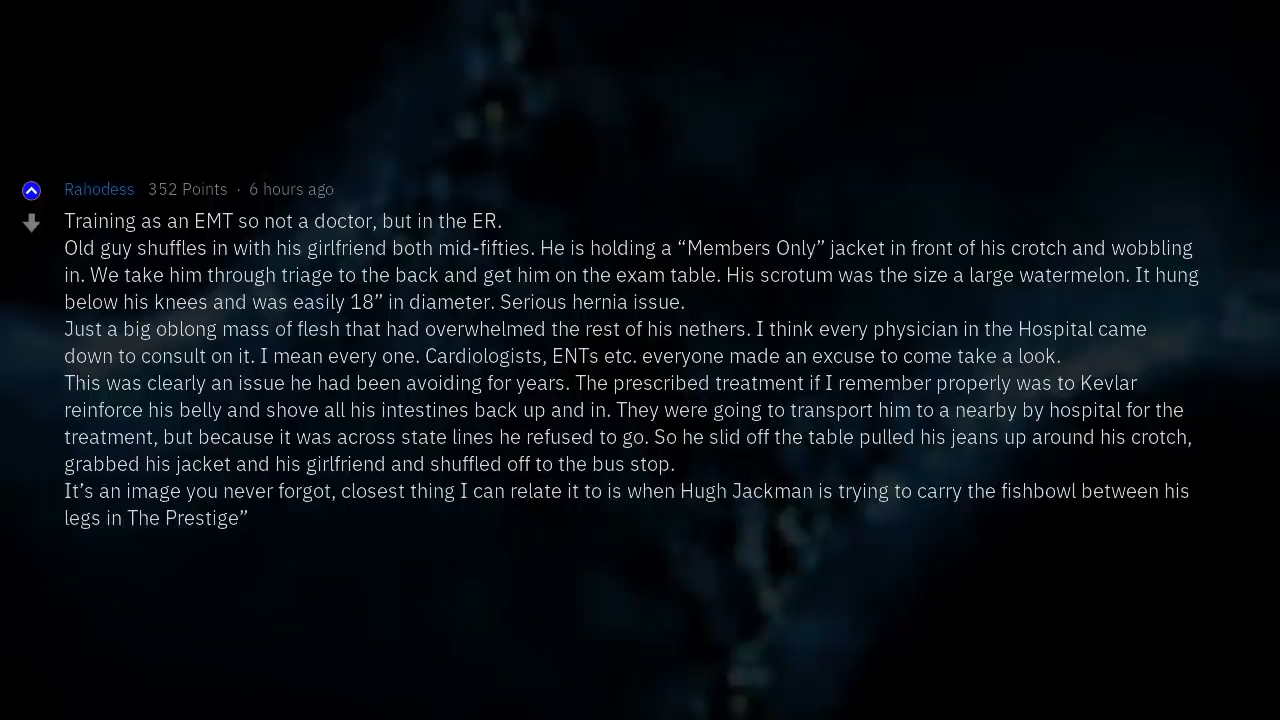 Rahodess 352 Points · 6 hours ago
Training as an EMT so not a doctor, but in the ER.
Old guy shuffles in with his girlfriend both mid-fifties. He is holding a “Members Only” jacket in front of his crotch and wobbling
in. We take him through triage to the back and get him on the exam table. His scrotum was the size a large watermelon. It hung
below his knees and was easily 18” in diameter. Serious hernia issue.
Just a big oblong mass of flesh that had overwhelmed the rest of his nethers. I think every physician in the Hospital came
down to consult on it. I mean every one. Cardiologists, ENTs etc. everyone made an excuse to come take a look.
This was clearly an issue he had been avoiding for years. The prescribed treatment if I remember properly was to Kevlar
reinforce his belly and shove all his intestines back up and in. They were going to transport him to a nearby by hospital for the
treatment, but because it was across state lines he refused to go. So he slid off the table pulled his jeans up around his crotch,
grabbed his jacket and his girlfriend and shuffled off to the bus stop.
It’s an image you never forgot, closest thing I can relate it to is when Hugh Jackman is trying to carry the fishbowl between his
legs in The Prestige”